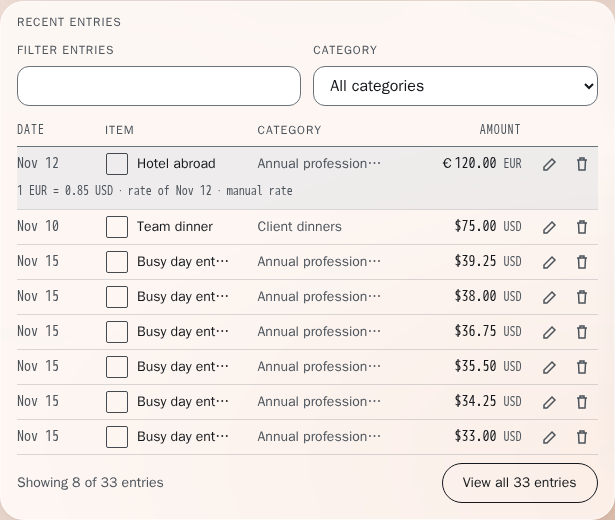 RECENT ENTRIES
FILTER ENTRIES CATEGORY
All categories
DATE ITEM CATEGORY AMOUNT
Nov 12 Hotel abroad Annual profession··· €120.00 EUR
1 EUR = 0.85 USD · rate of Nov 12 · manual rate
Nov 10 Team dinner Client dinners $75.00 USD
Nov 15 Busy day ent··· Annual profession··· $39.25 USD
Nov 15 Busy day ent··· Annual profession··· $38.00 USD
Nov 15 Busy day ent··· Annual profession··· $36.75 USD
Nov 15 Busy day ent··· Annual profession··· $35.50 USD
Nov 15 Busy day ent··· Annual profession··· $34.25 USD
Nov 15 Busy day ent··· Annual profession··· $33.00 USD
Showing 8 of 33 entries View all 33 entries